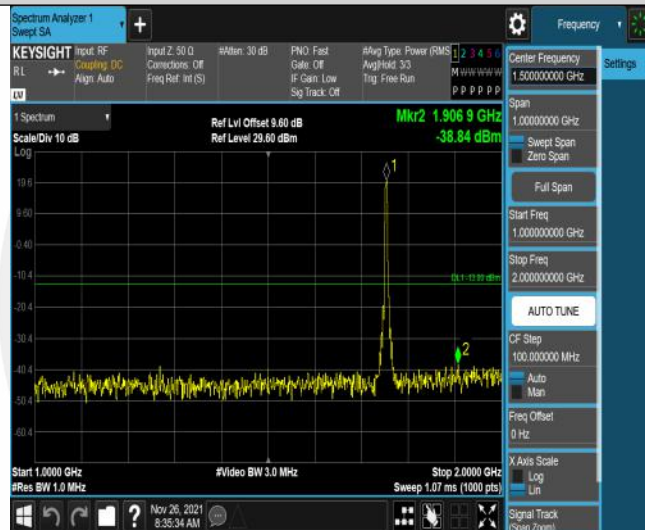 Spectrum Analyzer 1
Swept SA
Frequency
KEYSIGHT
RL
Input: RF
Coupling: DC
Align: Auto
Input Z: 50 Ω
Corrections: Off
Freq Ref: Int (S)
#Atten: 30 dB
PNO: Fast
Gate: Off
IF Gain: Low
Sig Track: Off
#Avg Type: Power (RMS
Avg|Hold: 3/3
Trig: Free Run
1 2 3 4 5 6
M W W W W W
P P P P P P
LXI
1 Spectrum
Scale/Div 10 dB
Log
Ref Lvl Offset 9.60 dB
Ref Level 29.60 dBm
Mkr2 1.906 9 GHz
-38.84 dBm
19.6
9.60
-0.40
-10.4
-20.4
-30.4
-40.4
-50.4
-60.4
1
DL1 -13.00 dBm
2
Start 1.0000 GHz
#Res BW 1.0 MHz
#Video BW 3.0 MHz
Stop 2.0000 GHz
Sweep 1.07 ms (1000 pts)
Nov 26, 2021
8:35:34 AM
Settings
Center Frequency
1.500000000 GHz
Span
1.00000000 GHz
Swept Span
Zero Span
Full Span
Start Freq
1.000000000 GHz
Stop Freq
2.000000000 GHz
AUTO TUNE
CF Step
100.000000 MHz
Auto
Man
Freq Offset
0 Hz
X Axis Scale
Log
Lin
Signal Track
(Span Zoom)